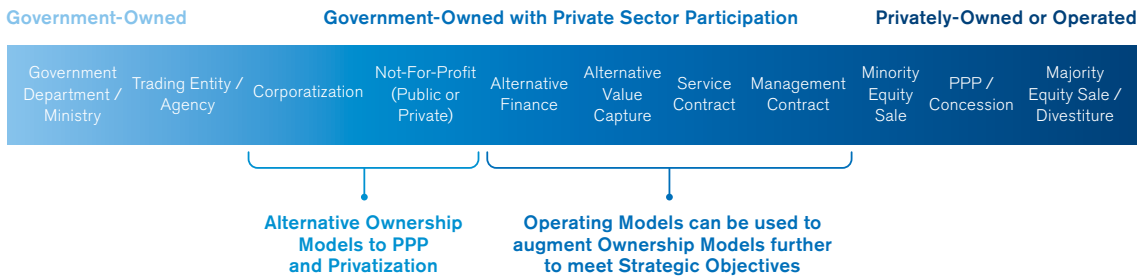 Government-Owned
Government-Owned with Private Sector Participation
Privately-Owned or Operated
Government
Department /
Ministry
Trading Entity /
Agency
Corporatization
Not-For-Profit
(Public or
Private)
Alternative
Finance
Alternative
Value
Capture
Service
Contract
Management
Contract
Minority
Equity
Sale
PPP /
Concession
Majority
Equity Sale /
Divestiture
Alternative Ownership
Models to PPP
and Privatization
Operating Models can be used to
augment Ownership Models further
to meet Strategic Objectives